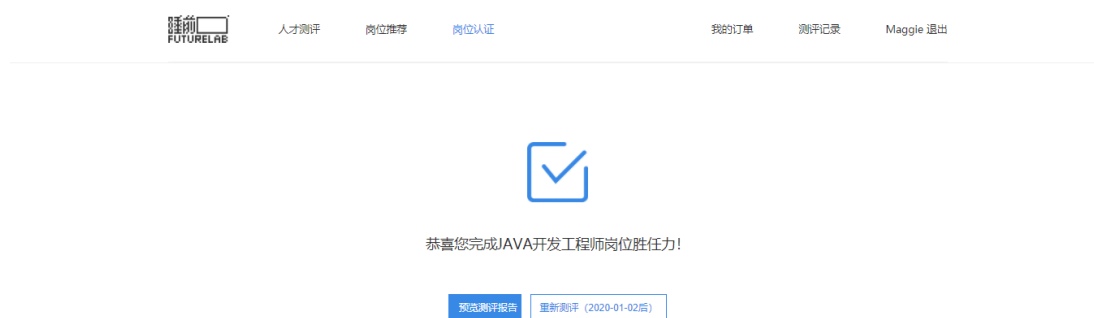 睡前
FUTURELAB
人才测评 岗位推荐 岗位认证 我的订单 测评记录 Maggie 退出
恭喜您完成JAVA开发工程师岗位胜任力！
预览测评报告 重新测评（2020-01-02后）